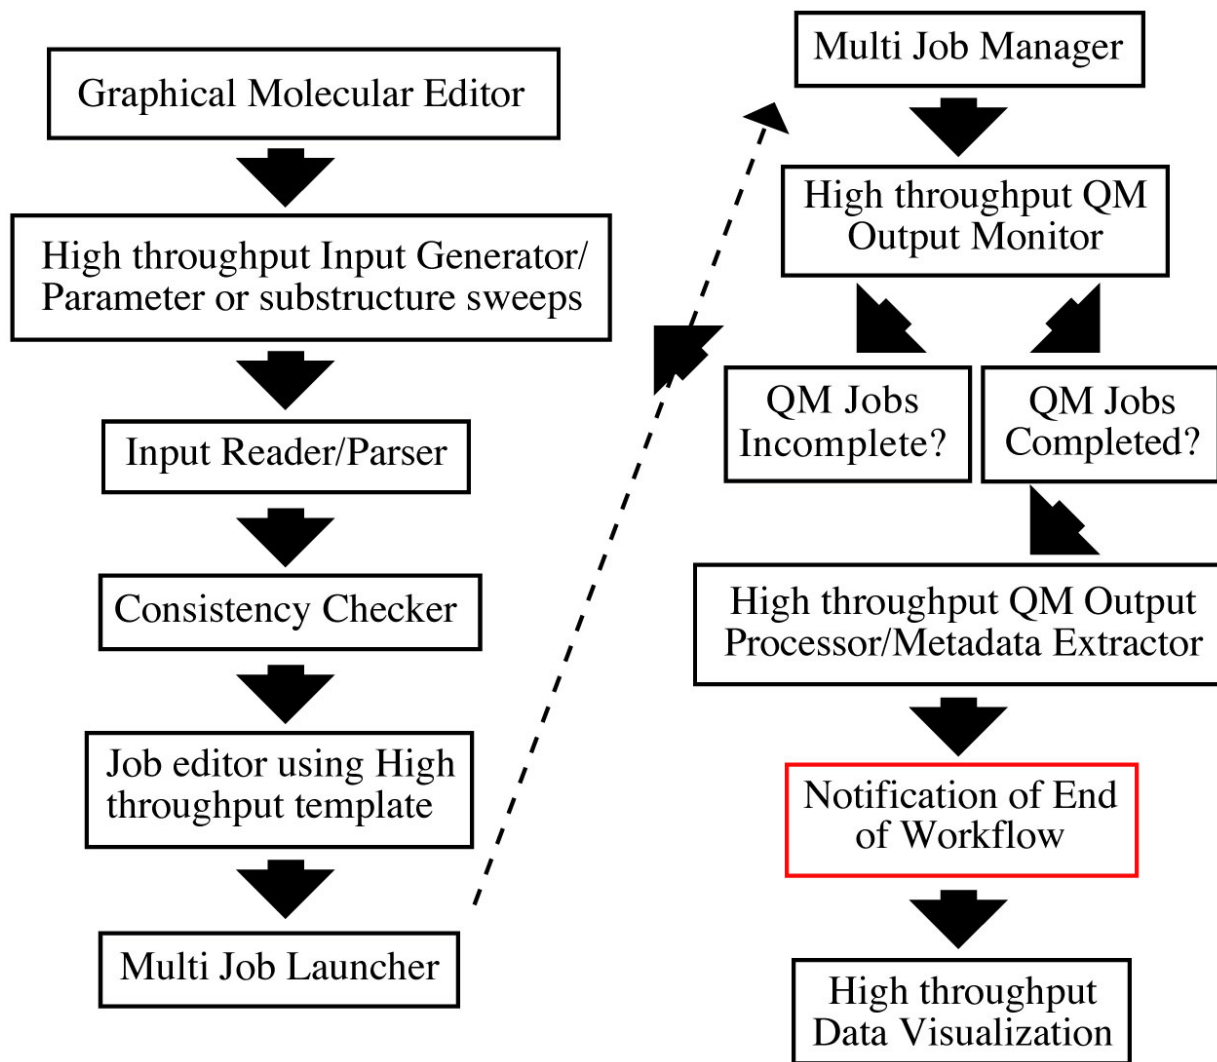 Graphical Molecular Editor
High throughput Input Generator/
Parameter or substructure sweeps
Input Reader/Parser
Consistency Checker
Job editor using High
throughput template
Multi Job Launcher
Multi Job Manager
High throughput QM
Output Monitor
QM Jobs
Incomplete?
QM Jobs
Completed?
High throughput QM Output
Processor/Metadata Extractor
Notification of End
of Workflow
High throughput
Data Visualization